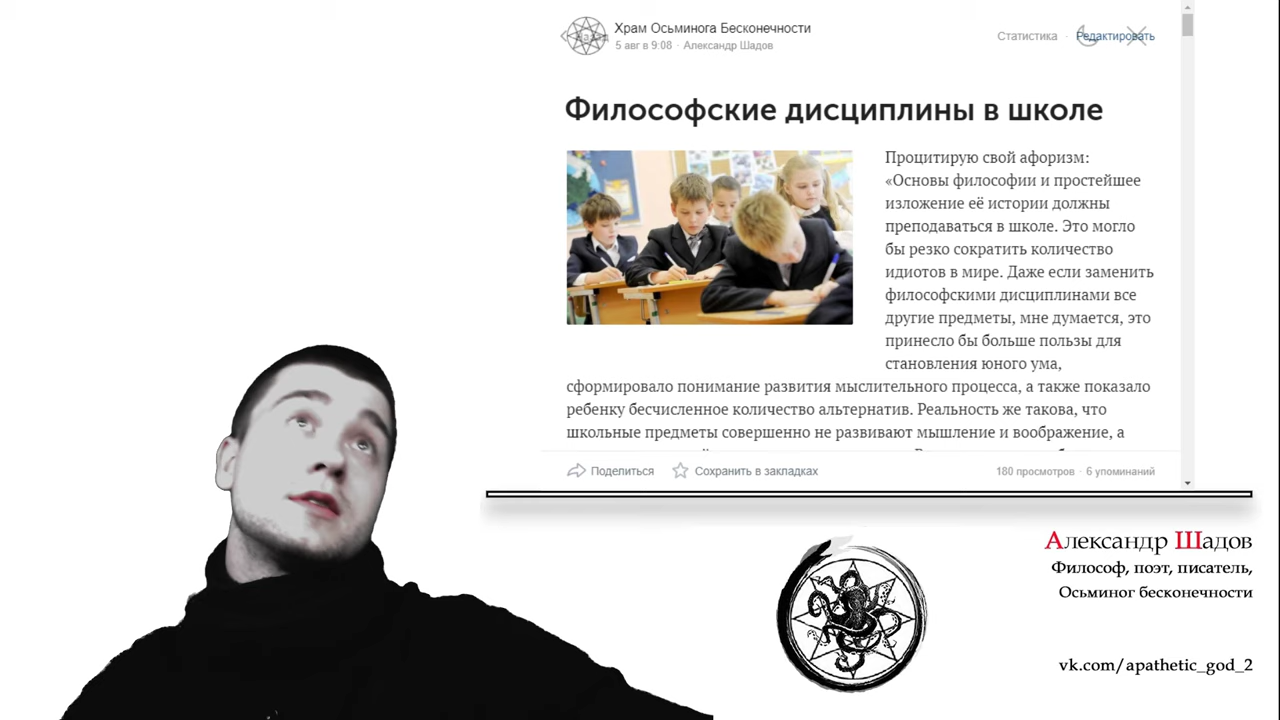 Храм Осьминога Бесконечности
5 авг в 9:08 · Александр Шадов
Статистика · Редактировать
Философские дисциплины в школе
Процитирую свой афоризм:
«Основы философии и простейшее
изложение её истории должны
преподаваться в школе. Это могло
бы резко сократить количество
идиотов в мире. Даже если заменить
философскими дисциплинами все
другие предметы, мне думается, это
принесло бы больше пользы для
становления юного ума,
сформировало понимание развития мыслительного процесса, а также показало
ребенку бесчисленное количество альтернатив. Реальность же такова, что
школьные предметы совершенно не развивают мышление и воображение, а
Поделиться
Сохранить в закладках
180 просмотров · 6 упоминаний
Александр Шадов
Философ, поэт, писатель,
Осьминог бесконечности
vk.com/apathetic_god_2